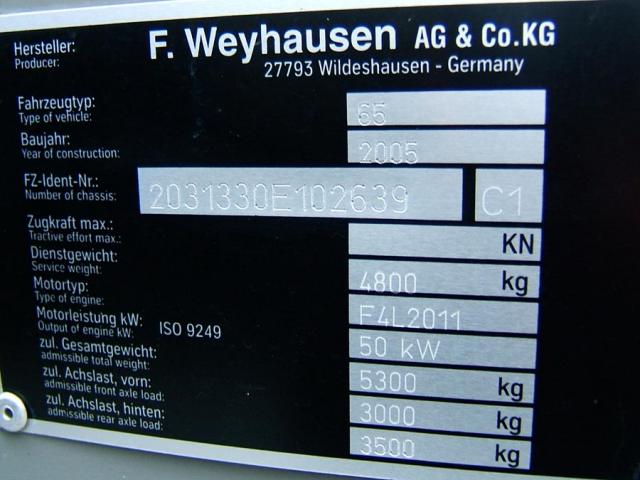 Hersteller: F. Weyhausen AG & Co.KG
Producer: 27793 Wildeshausen - Germany
Fahrzeugtyp: 65
Type of vehicle:
Baujahr: 2005
Year of construction:
FZ-Ident-Nr.: 2031330E102639 C1
Number of chassis:
Zugkraft max.: KN
Tractive effort max.:
Dienstgewicht: 4800 kg
Service weight:
Motortyp: F4L2011
Type of engine:
Motorleistung kW: ISO 9249 50 kW
Output of engine kW:
zul. Gesamtgewicht: 5300 kg
admissible total weight:
zul. Achslast, vorn: 3000 kg
admissible front axle load:
zul. Achslast, hinten: 3500 kg
admissible rear axle load: